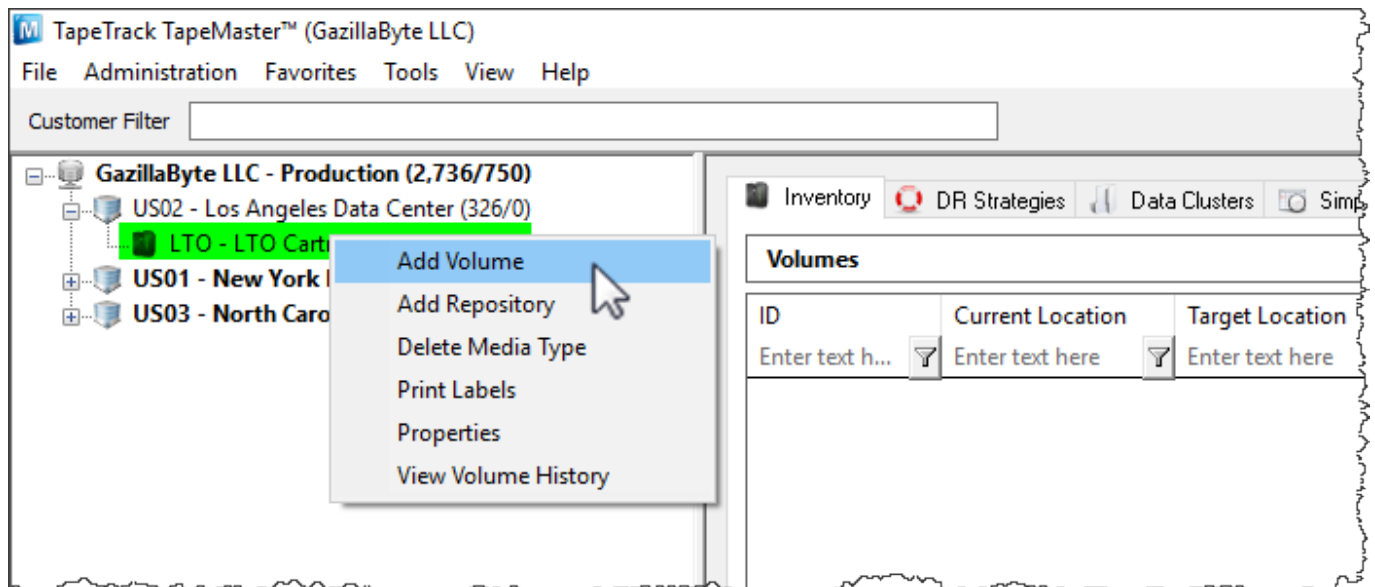 TapeTrack TapeMaster™ (GazillaByte LLC)
File Administration Favorites Tools View Help
Customer Filter
GazillaByte LLC - Production (2,736/750)
US02 - Los Angeles Data Center (326/0)
LTO - LTO Cart
US01 - New York
US03 - North Caro
Add Volume
Add Repository
Delete Media Type
Print Labels
Properties
View Volume History
Inventory DR Strategies Data Clusters
Volumes
ID Current Location Target Location
Enter text h... Enter text here Enter text here